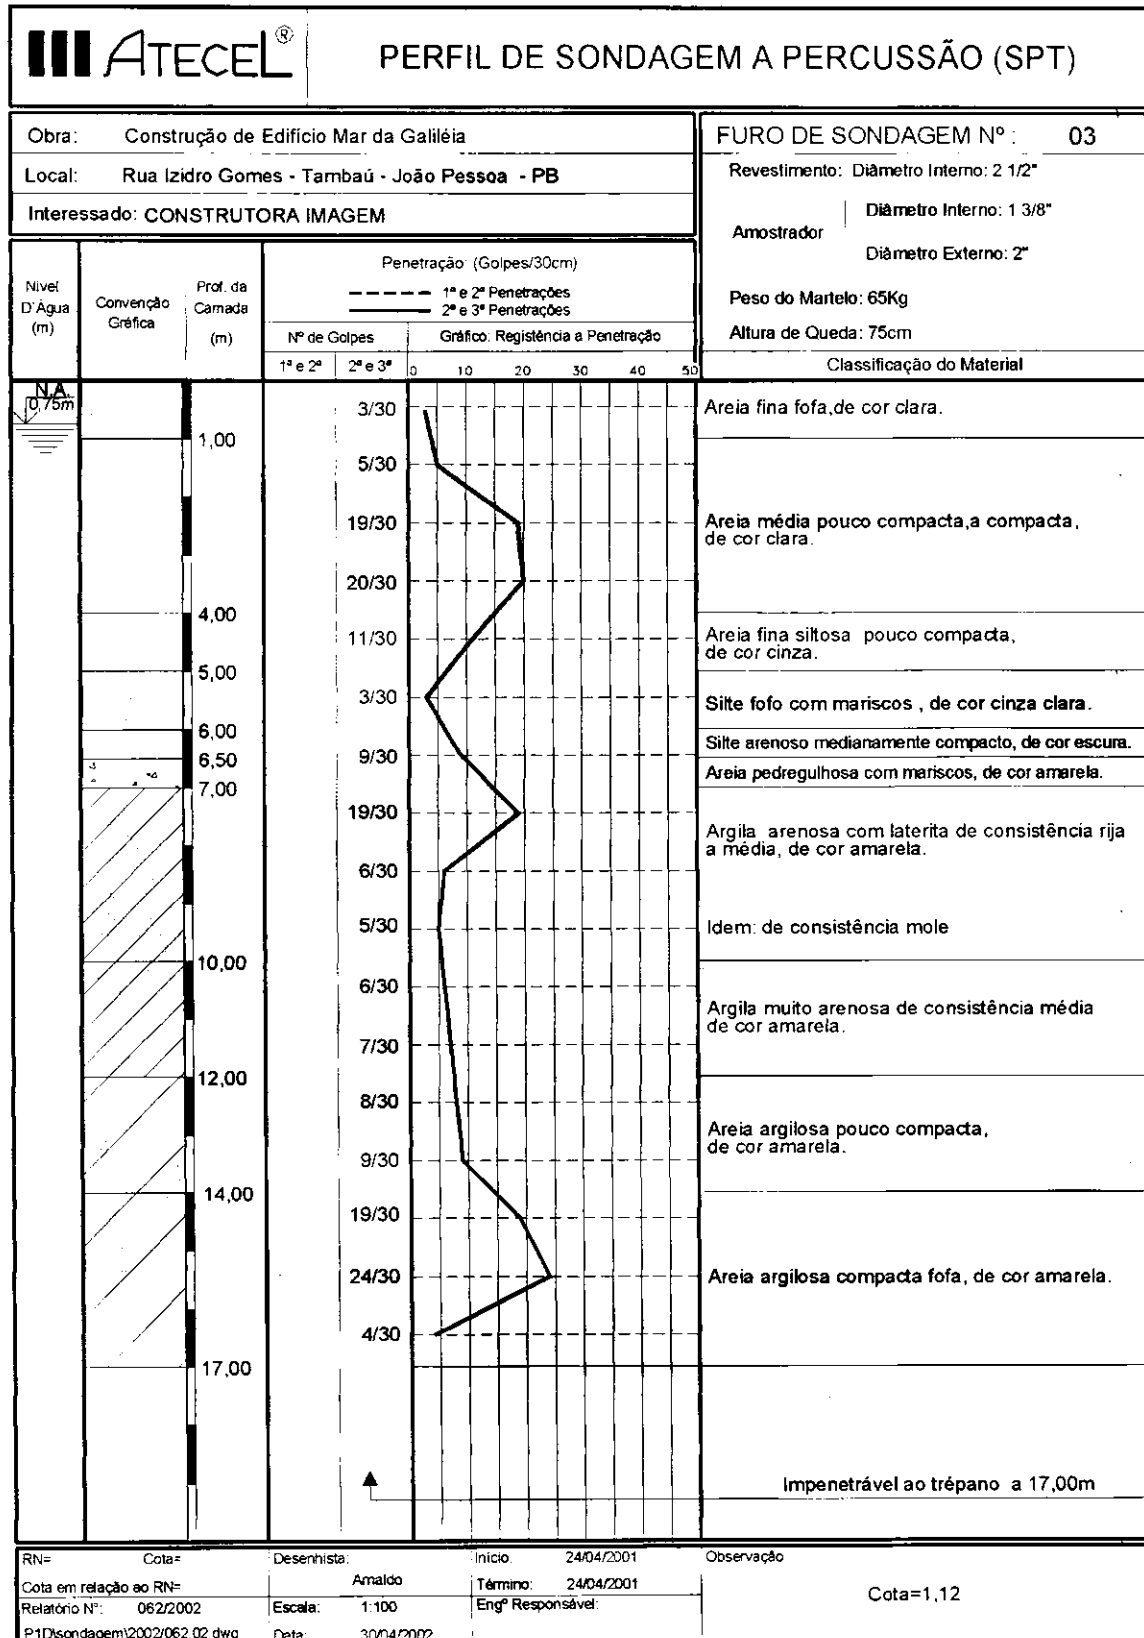 ATECEL®
PERFIL DE SONDAGEM A PERCUSSÃO (SPT)
Obra: Construção de Edifício Mar da Galiléia
Local: Rua Izidro Gomes - Tambaú - João Pessoa - PB
Interessado: CONSTRUTORA IMAGEM
FURO DE SONDAGEM Nº : 03
Revestimento: Diâmetro Interno: 2 1/2"
Amostrador
Diâmetro Interno: 1 3/8"
Diâmetro Externo: 2"
Peso do Martelo: 65Kg
Altura de Queda: 75cm
Classificação do Material
Nivel
D'Água
(m)
Convenção
Gráfica
Prof. da
Camada
(m)
Penetração: (Golpes/30cm)
1ª e 2ª Penetrações
2ª e 3ª Penetrações
Nº de Golpes
Gráfico: Registência a Penetração
1ª e 2ª
2ª e 3ª
0 10 20 30 40 50
N.A.
0,75m
3/30
Areia fina fofa,de cor clara.
1,00
5/30
19/30
Areia média pouco compacta,a compacta,
de cor clara.
20/30
4,00
11/30
Areia fina siltosa pouco compacta,
de cor cinza.
5,00
3/30
Silte fofo com mariscos , de cor cinza clara.
6,00
Silte arenoso medianamente compacto, de cor escura.
9/30
6,50
Areia pedregulhosa com mariscos, de cor amarela.
7,00
19/30
Argila arenosa com laterita de consistência rija
a média, de cor amarela.
6/30
5/30
Idem: de consistência mole
10,00
6/30
Argila muito arenosa de consistência média
de cor amarela.
7/30
12,00
8/30
Areia argilosa pouco compacta,
de cor amarela.
9/30
14,00
19/30
24/30
Areia argilosa compacta fofa, de cor amarela.
4/30
17,00
Impenetrável ao trépano a 17,00m
RN= Cota=
Cota em relação ao RN=
Relatório Nº: 062/2002
P1D\sondagem\2002/062.02.dwg
Desenhista:
Arnaldo
Escala: 1:100
Data: 30/04/2002
Início: 24/04/2001
Término: 24/04/2001
Engº Responsável:
Observação
Cota=1,12